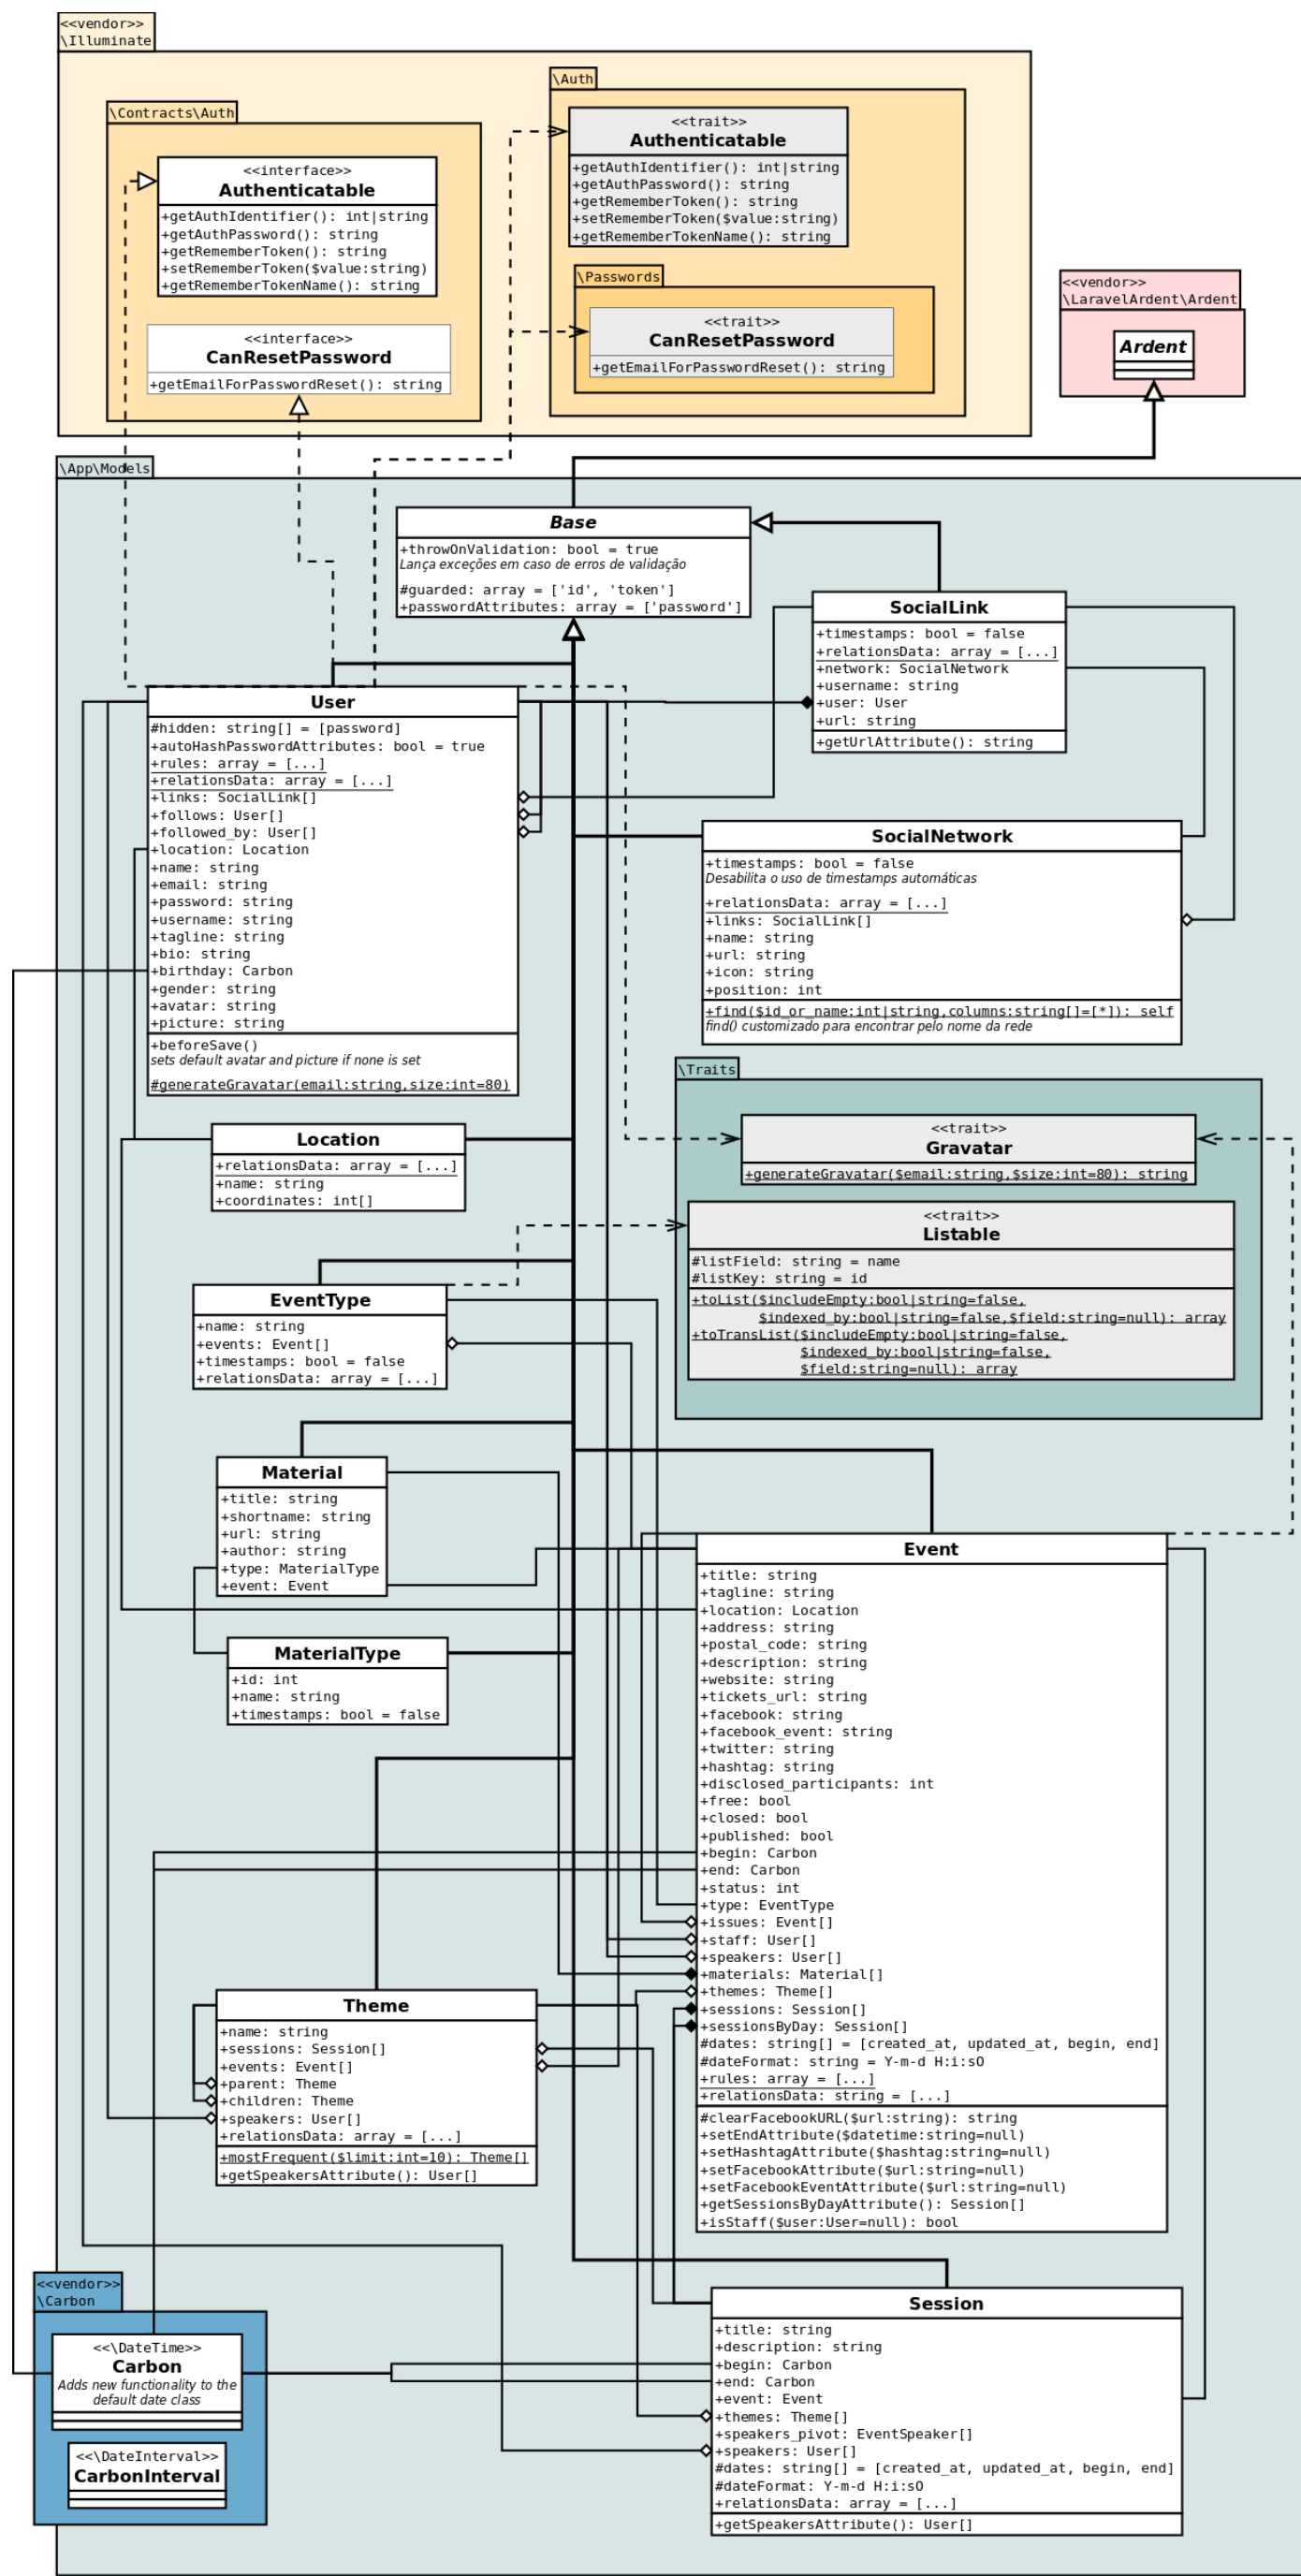 <<vendor>>
\Illuminate
\Contracts\Auth
<<interface>>
Authenticatable
+getAuthIdentifier(): int|string
+getAuthPassword(): string
+getRememberToken(): string
+setRememberToken($value:string)
+getRememberTokenName(): string
<<interface>>
CanResetPassword
+getEmailForPasswordReset(): string
\Auth
<<trait>>
Authenticatable
+getAuthIdentifier(): int|string
+getAuthPassword(): string
+getRememberToken(): string
+setRememberToken($value:string)
+getRememberTokenName(): string
\Passwords
<<trait>>
CanResetPassword
+getEmailForPasswordReset(): string
<<vendor>>
\LaravelArdent\Ardent
Ardent
\App\Models
Base
+throwOnValidation: bool = true
Lança exceções em caso de erros de validação
#guarded: array = ['id', 'token']
+passwordAttributes: array = ['password']
SocialLink
+timestamps: bool = false
+relationsData: array = [...]
+network: SocialNetwork
+username: string
+user: User
+url: string
+getUrlAttribute(): string
User
#hidden: string[] = [password]
+autoHashPasswordAttributes: bool = true
+rules: array = [...]
+relationsData: array = [...]
+links: SocialLink[]
+follows: User[]
+followed_by: User[]
+location: Location
+name: string
+email: string
+password: string
+username: string
+tagline: string
+bio: string
+birthday: Carbon
+gender: string
+avatar: string
+picture: string
+beforeSave()
sets default avatar and picture if none is set
#generateGravatar(email:string,size:int=80)
SocialNetwork
+timestamps: bool = false
Desabilita o uso de timestamps automáticas
+relationsData: array = [...]
+links: SocialLink[]
+name: string
+url: string
+icon: string
+position: int
+find($id_or_name:int|string,columns:string[]=[*]): self
find() customizado para encontrar pelo nome da rede
\Traits
<<trait>>
Gravatar
+generateGravatar($email:string,$size:int=80): string
<<trait>>
Listable
#listField: string = name
#listKey: string = id
+toList($includeEmpty:bool|string=false,
$indexed_by:bool|string=false,$field:string=null): array
+toTransList($includeEmpty:bool|string=false,
$indexed_by:bool|string=false,
$field:string=null): array
Location
+relationsData: array = [...]
+name: string
+coordinates: int[]
EventType
+name: string
+events: Event[]
+timestamps: bool = false
+relationsData: array = [...]
Material
+title: string
+shortname: string
+url: string
+author: string
+type: MaterialType
+event: Event
MaterialType
+id: int
+name: string
+timestamps: bool = false
Event
+title: string
+tagline: string
+location: Location
+address: string
+postal_code: string
+description: string
+website: string
+tickets_url: string
+facebook: string
+facebook_event: string
+twitter: string
+hashtag: string
+disclosed_participants: int
+free: bool
+closed: bool
+published: bool
+begin: Carbon
+end: Carbon
+status: int
+type: EventType
+issues: Event[]
+staff: User[]
+speakers: User[]
+materials: Material[]
+themes: Theme[]
+sessions: Session[]
+sessionsByDay: Session[]
#dates: string[] = [created_at, updated_at, begin, end]
#dateFormat: string = Y-m-d H:i:sO
+rules: array = [...]
+relationsData: string = [...]
#clearFacebookURL($url:string): string
+setEndAttribute($datetime:string=null)
+setHashtagAttribute($hashtag:string=null)
+setFacebookAttribute($url:string=null)
+setFacebookEventAttribute($url:string=null)
+getSessionsByDayAttribute(): Session[]
+isStaff($user:User=null): bool
Theme
+name: string
+sessions: Session[]
+events: Event[]
+parent: Theme
+children: Theme
+speakers: User[]
+relationsData: array = [...]
+mostFrequent($limit:int=10): Theme[]
+getSpeakersAttribute(): User[]
<<vendor>>
\Carbon
<<\DateTime>>
Carbon
Adds new functionality to the
default date class
<<\DateInterval>>
CarbonInterval
Session
+title: string
+description: string
+begin: Carbon
+end: Carbon
+event: Event
+themes: Theme[]
+speakers_pivot: EventSpeaker[]
+speakers: User[]
#dates: string[] = [created_at, updated_at, begin, end]
#dateFormat: Y-m-d H:i:sO
+relationsData: array = [...]
+getSpeakersAttribute(): User[]